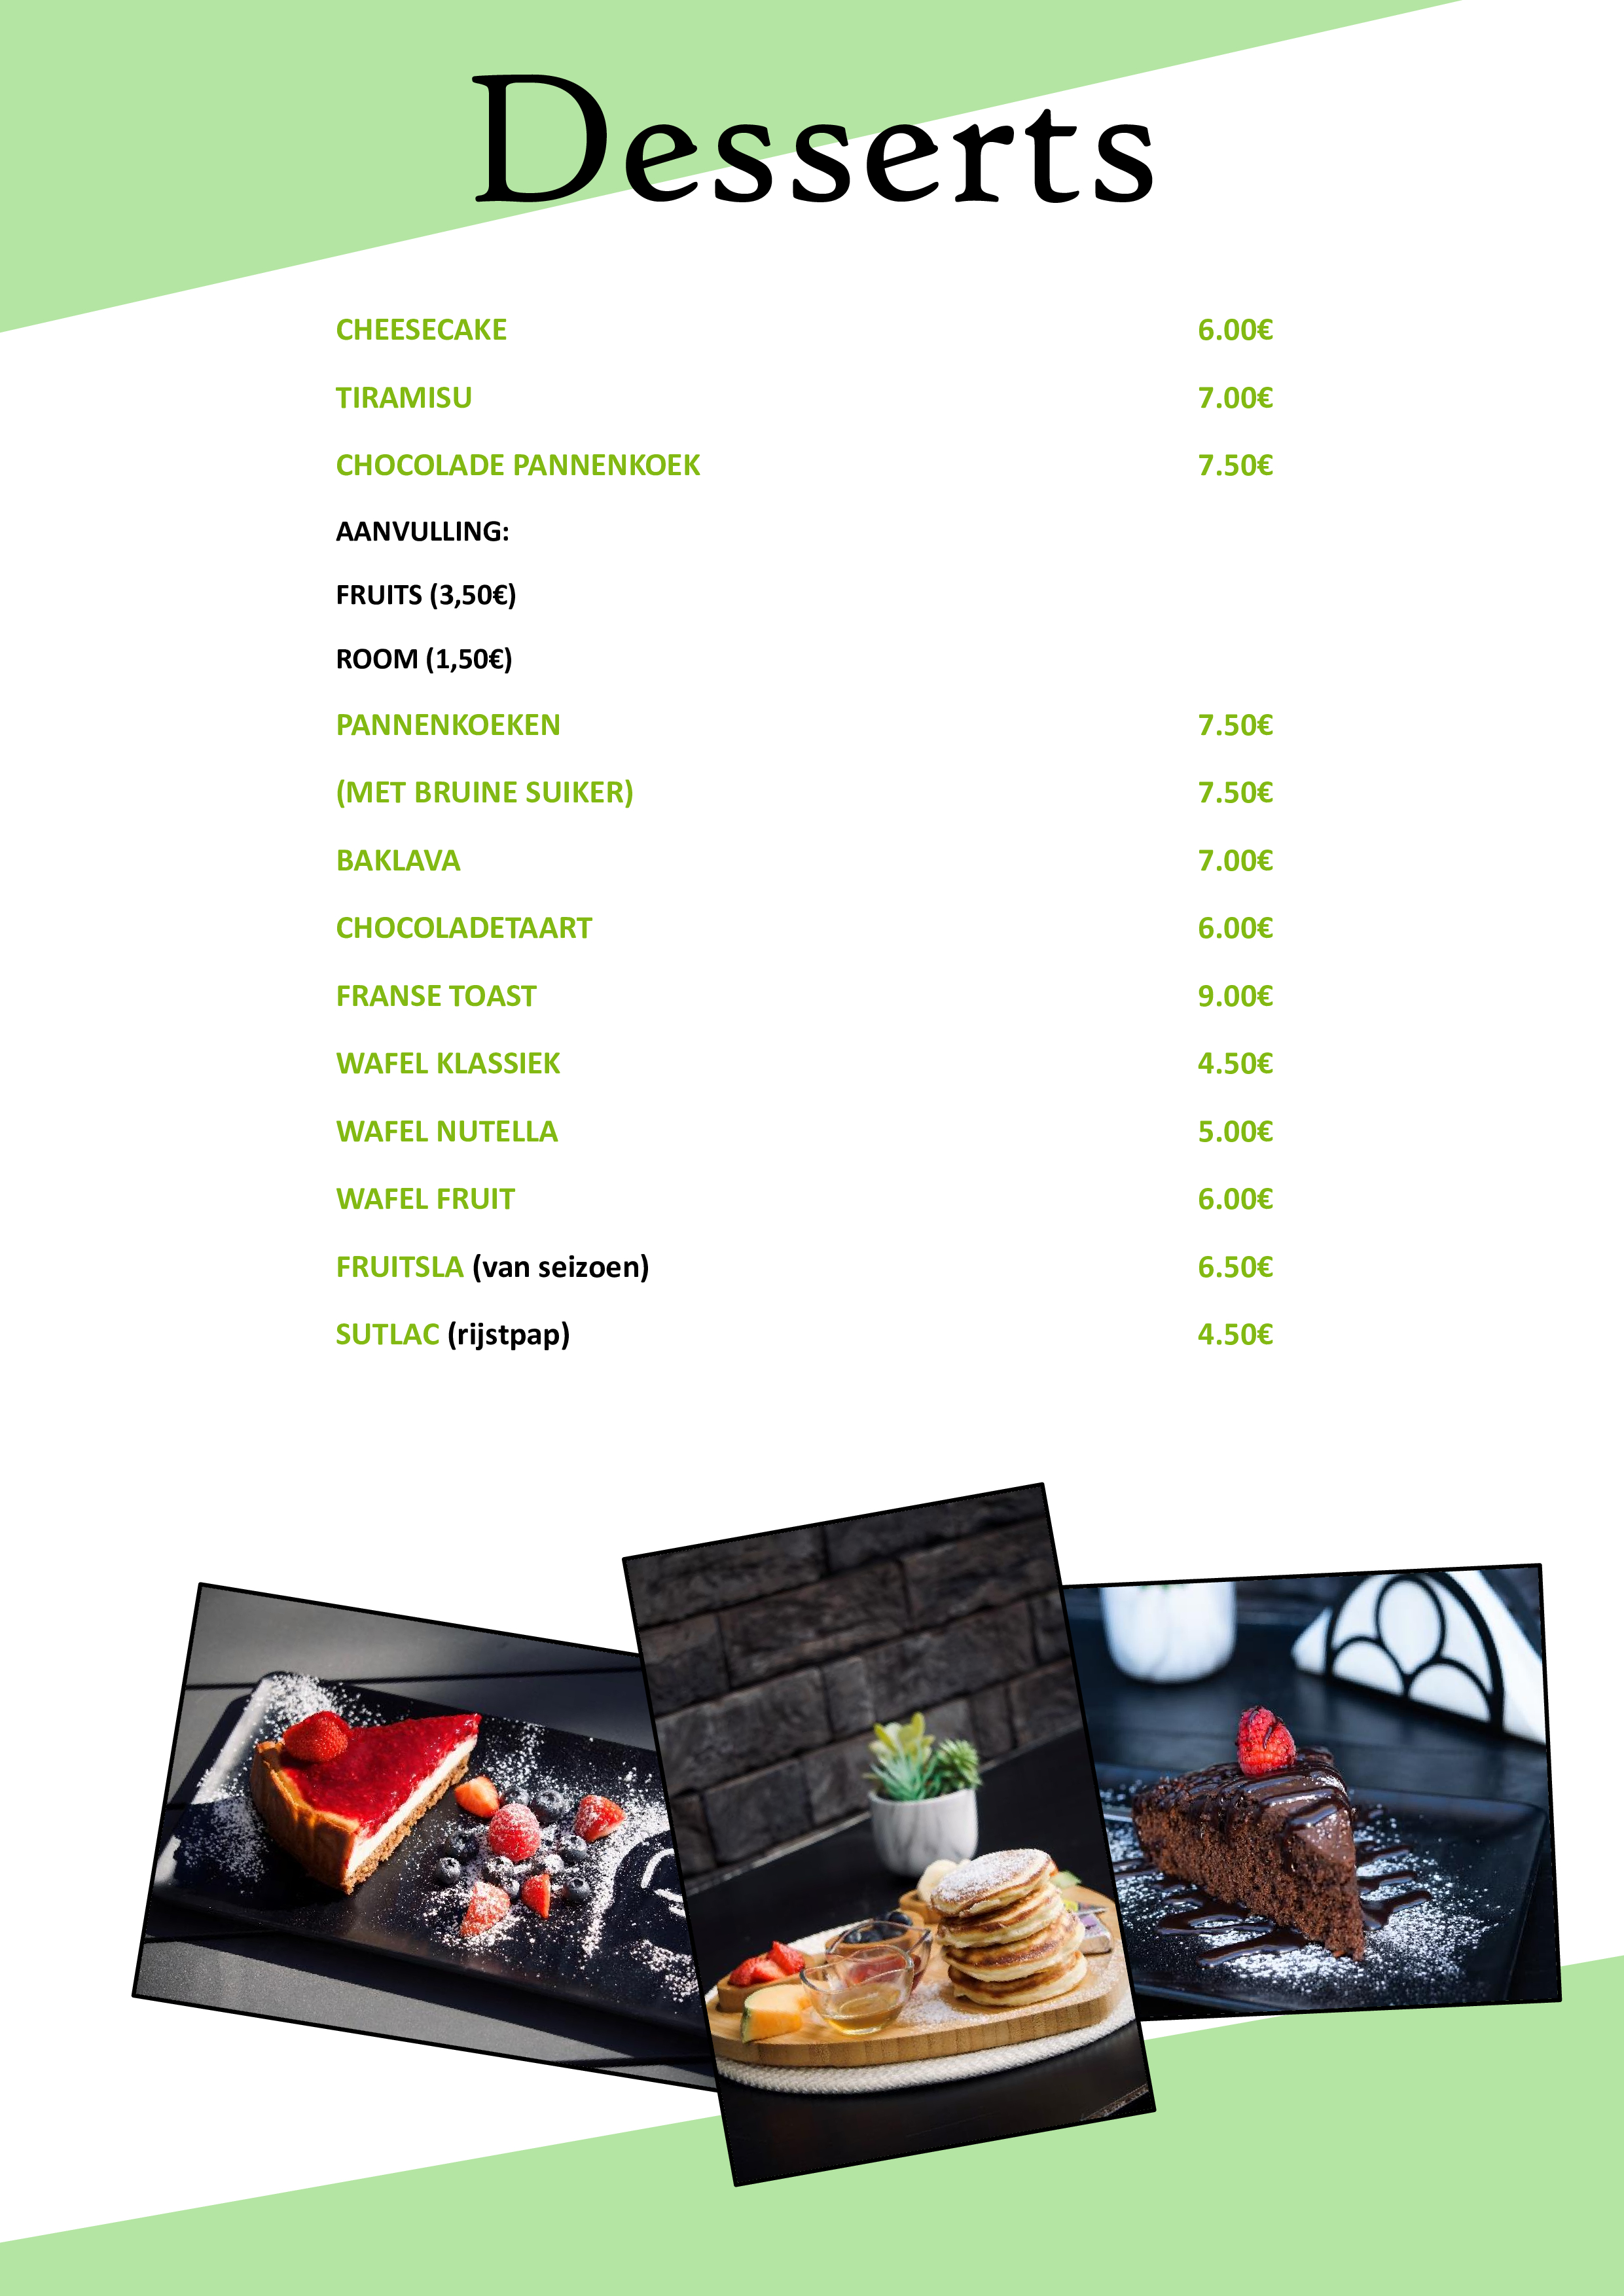 Desserts
CHEESECAKE 6.00€
TIRAMISU 7.00€
CHOCOLADE PANNENKOEK 7.50€
AANVULLING:
FRUITS (3,50€)
ROOM (1,50€)
PANNENKOEKEN 7.50€
(MET BRUINE SUIKER) 7.50€
BAKLAVA 7.00€
CHOCOLADETAART 6.00€
FRANSE TOAST 9.00€
WAFEL KLASSIEK 4.50€
WAFEL NUTELLA 5.00€
WAFEL FRUIT 6.00€
FRUITSLA (van seizoen) 6.50€
SUTLAC (rijstpap) 4.50€